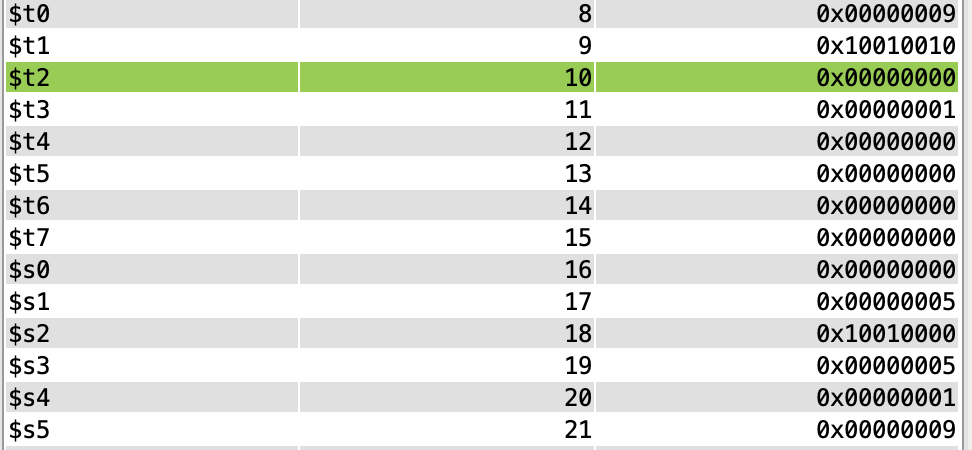 $t0 8 0x00000009
$t1 9 0x10010010
$t2 10 0x00000000
$t3 11 0x00000001
$t4 12 0x00000000
$t5 13 0x00000000
$t6 14 0x00000000
$t7 15 0x00000000
$s0 16 0x00000000
$s1 17 0x00000005
$s2 18 0x10010000
$s3 19 0x00000005
$s4 20 0x00000001
$s5 21 0x00000009